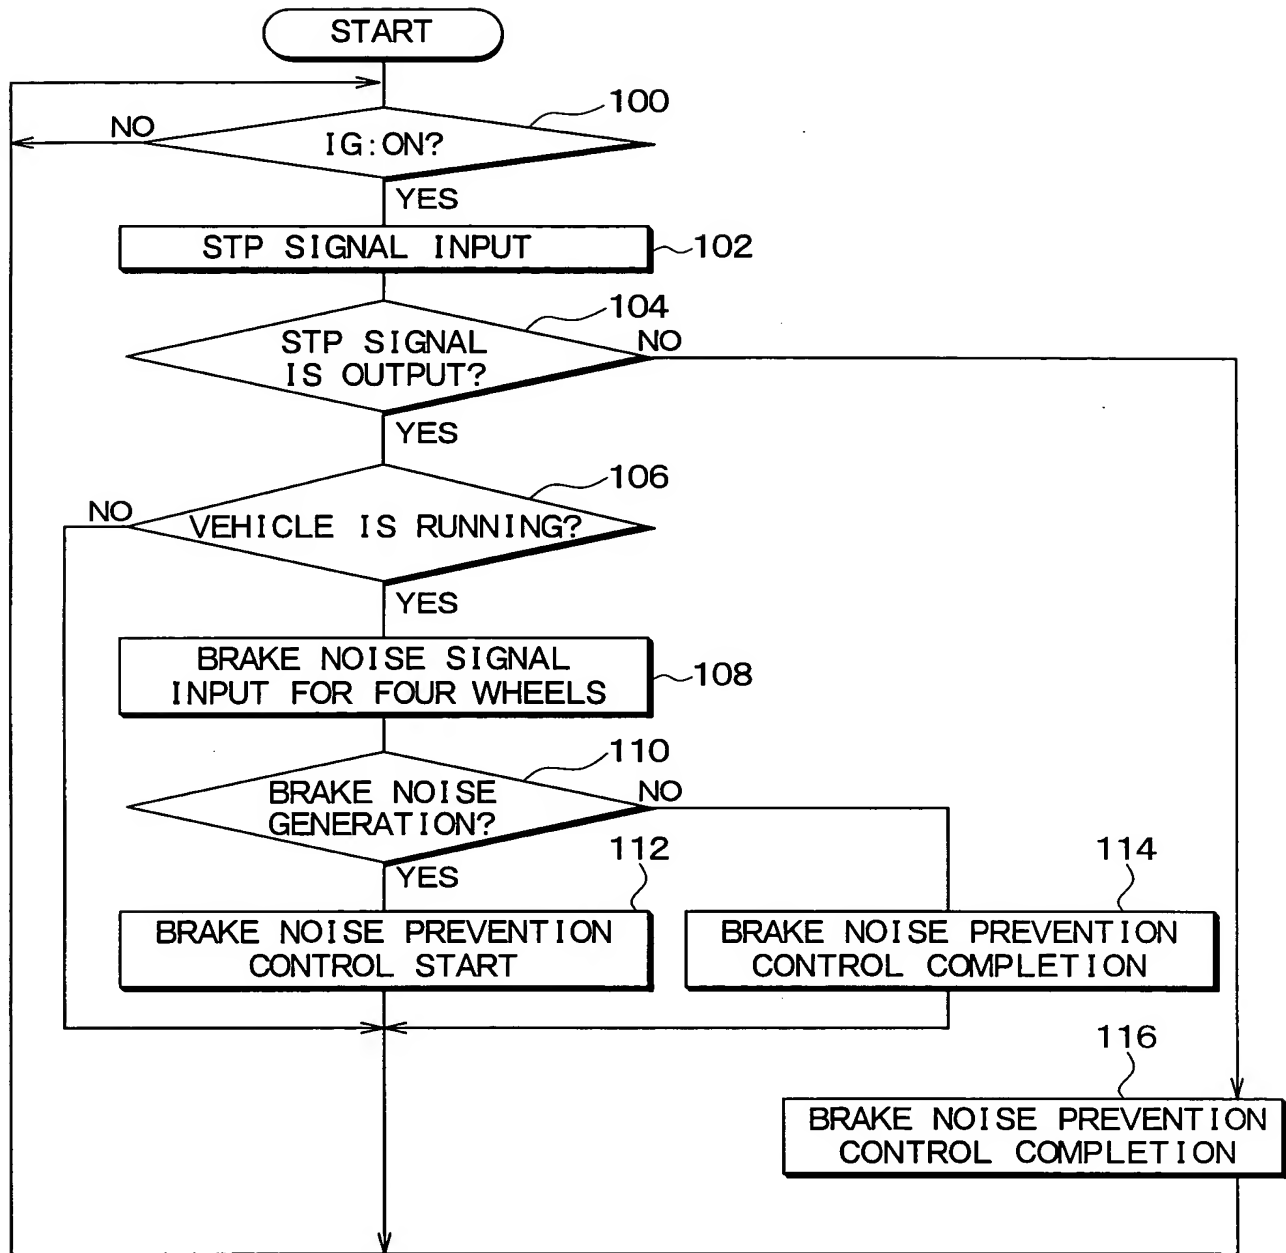 START
100
NO
IG:ON?
YES
STP SIGNAL INPUT
102
104
STP SIGNAL
IS OUTPUT?
NO
YES
106
NO
VEHICLE IS RUNNING?
YES
BRAKE NOISE SIGNAL
INPUT FOR FOUR WHEELS
108
110
BRAKE NOISE
GENERATION?
NO
YES
112
114
BRAKE NOISE PREVENTION
CONTROL START
BRAKE NOISE PREVENTION
CONTROL COMPLETION
116
BRAKE NOISE PREVENTION
CONTROL COMPLETION